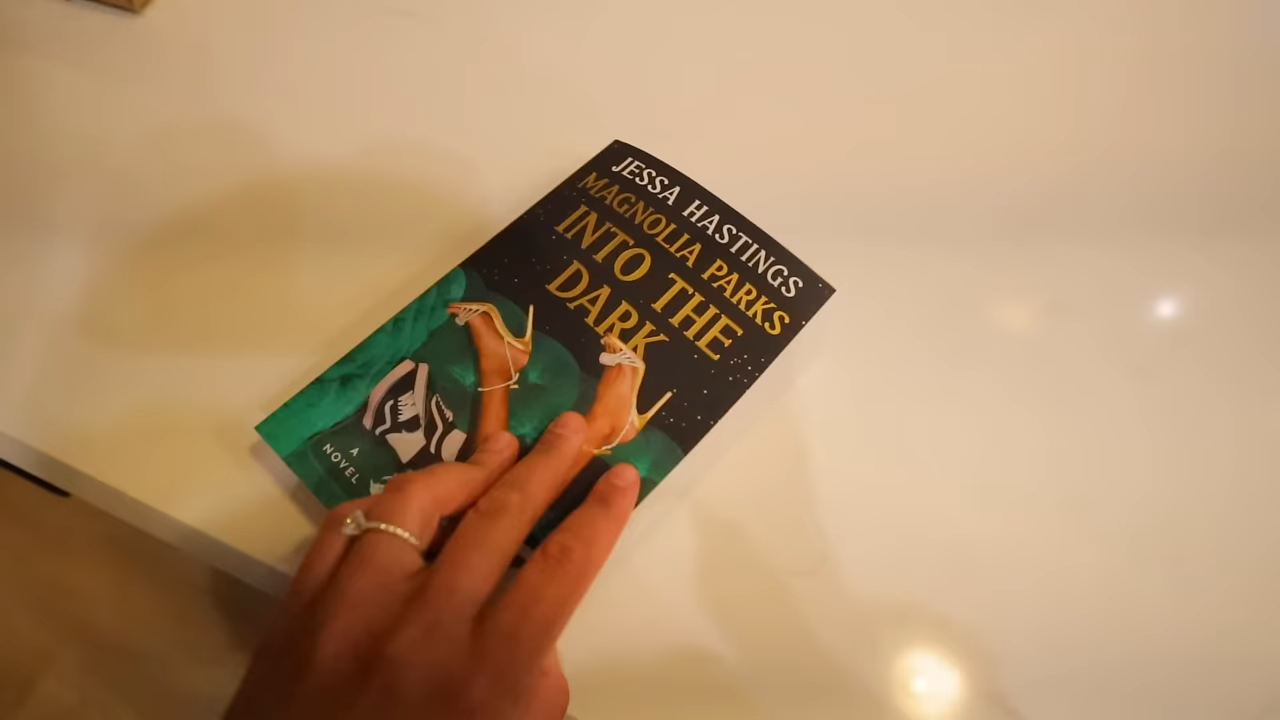 JESSA HASTINGS
MAGNOLIA PARKS
INTO THE
DARK
A
NOVEL